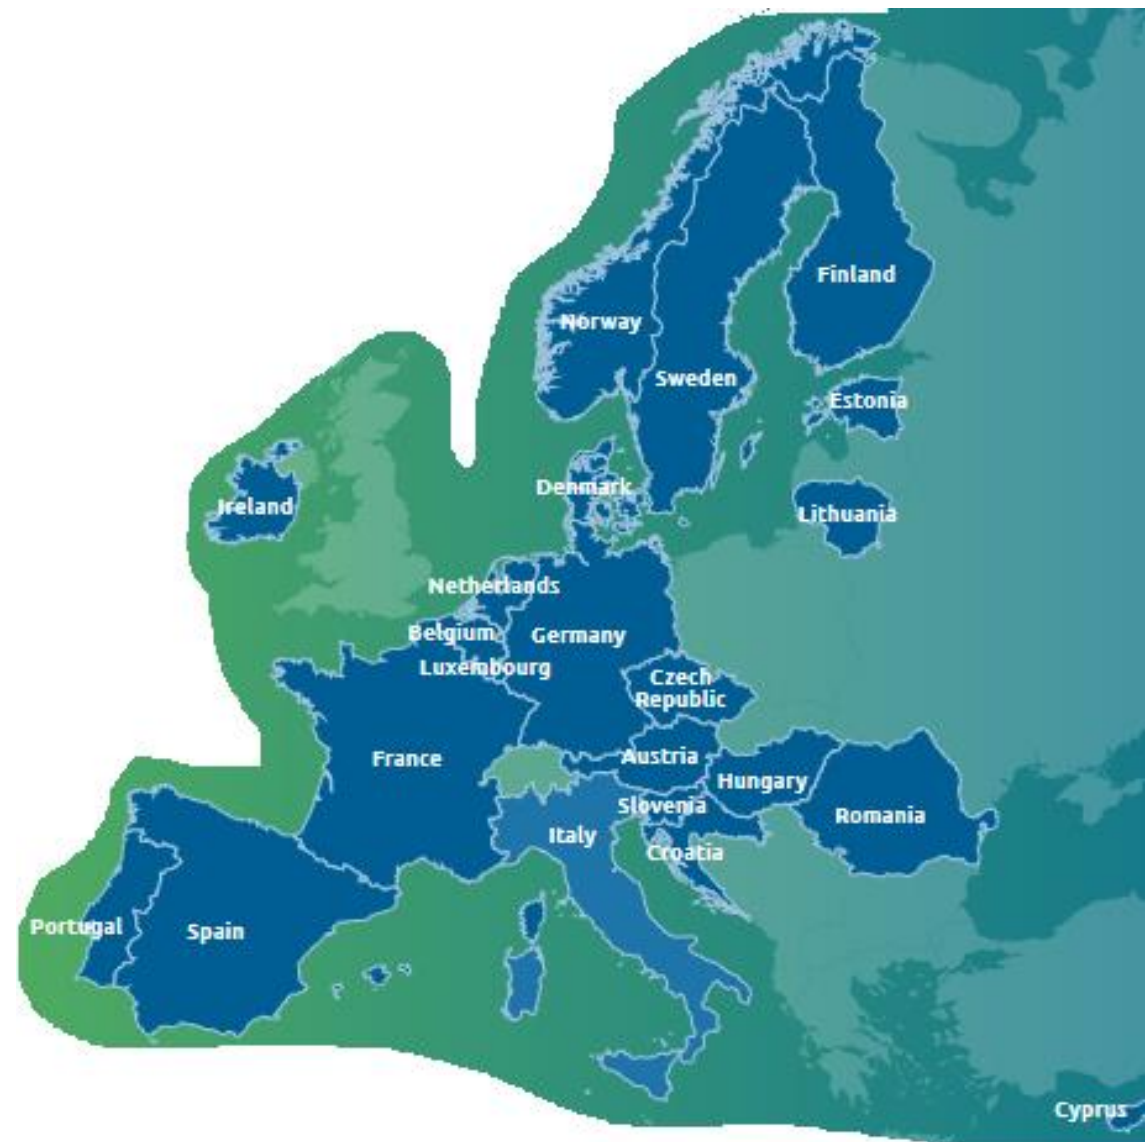 Finland
Norway
Sweden
Estonia
Denmark
Ireland
Lithuania
Netherlands
Belgium
Germany
Luxembourg
Czech
Republic
France
Austria
Hungary
Slovenia
Romania
Italy
Croatia
Portugal
Spain
Cyprus